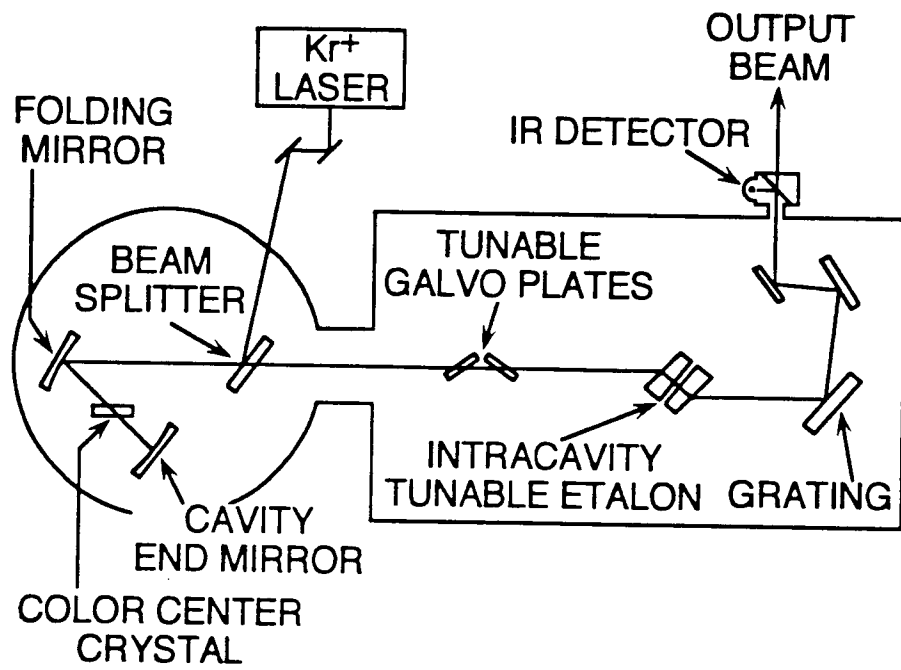 Kr+
LASER
OUTPUT
BEAM
FOLDING
MIRROR
IR DETECTOR
BEAM
SPLITTER
TUNABLE
GALVO PLATES
INTRACAVITY
TUNABLE ETALON
GRATING
CAVITY
END MIRROR
COLOR CENTER
CRYSTAL